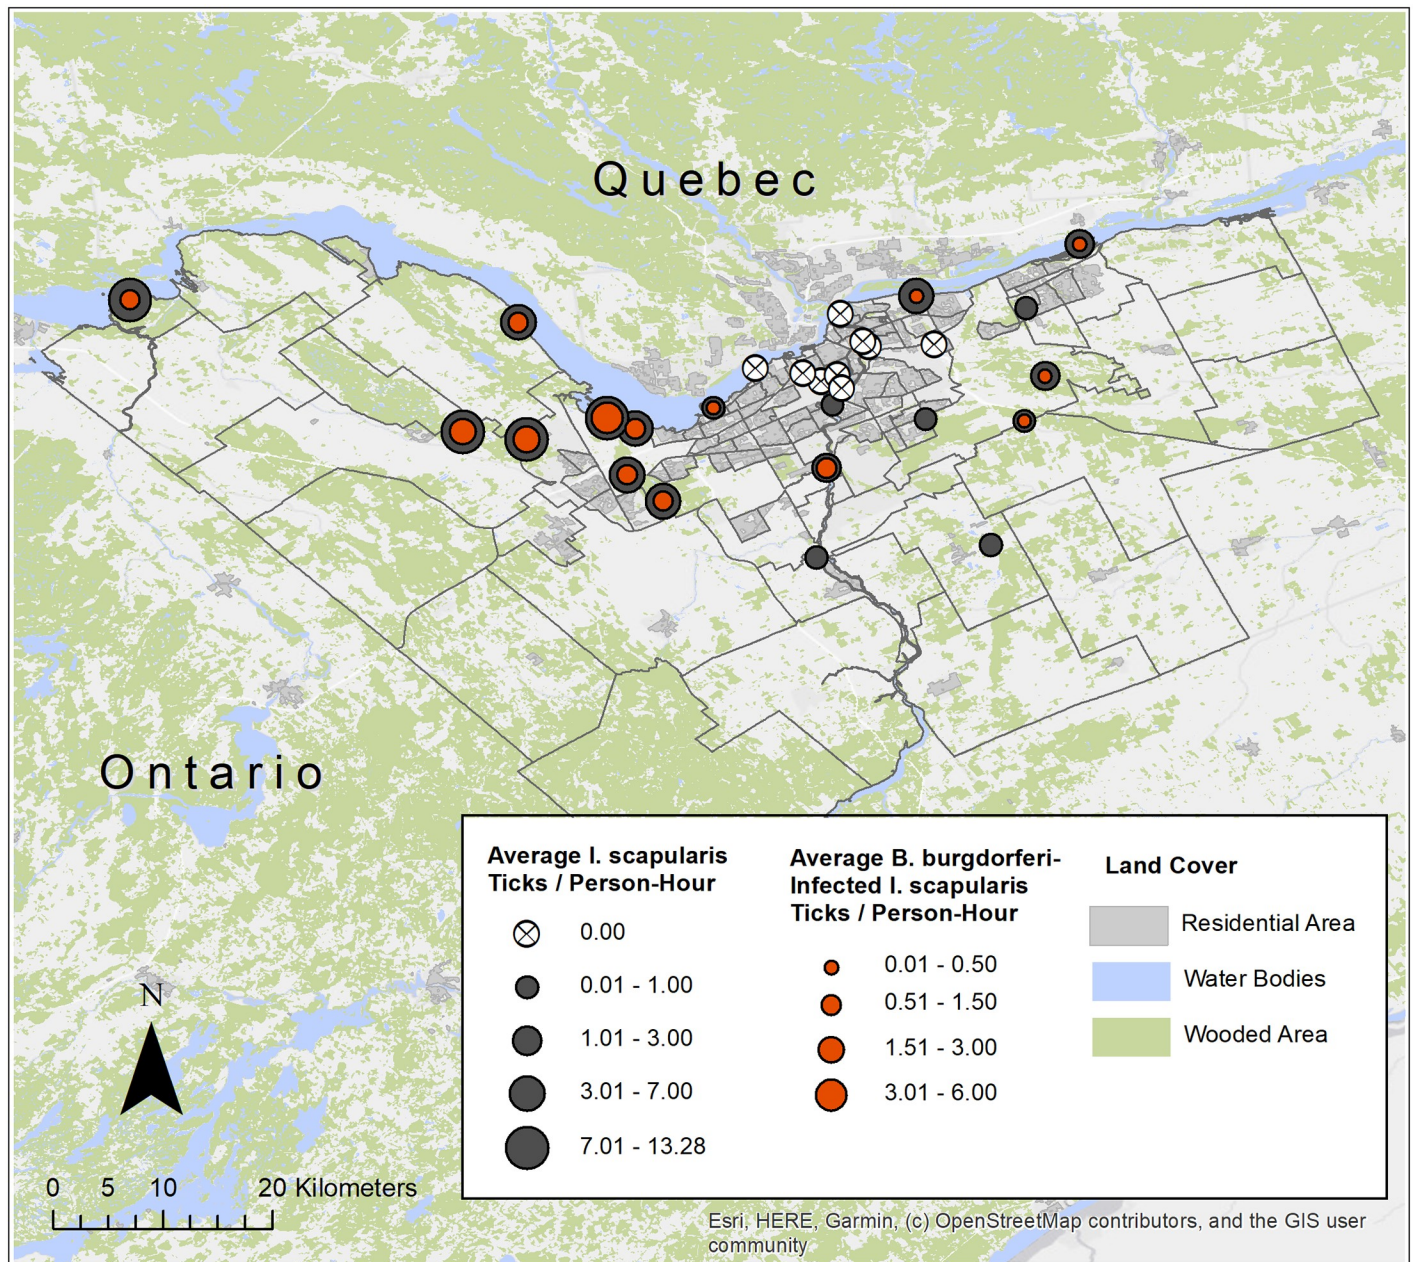 Quebec
Ontario
Average I. scapularis
Ticks / Person-Hour
0.00
0.01 - 1.00
1.01 - 3.00
3.01 - 7.00
7.01 - 13.28
Average B. burgdorferi-
Infected I. scapularis
Ticks / Person-Hour
0.01 - 0.50
0.51 - 1.50
1.51 - 3.00
3.01 - 6.00
Land Cover
Residential Area
Water Bodies
Wooded Area
N
0 5 10 20 Kilometers
Esri, HERE, Garmin, (c) OpenStreetMap contributors, and the GIS user
community